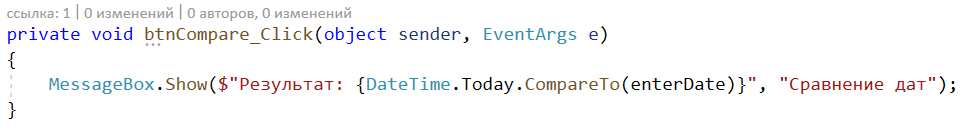 ссылка: 1 | 0 изменений | 0 авторов, 0 изменений
private void btnCompare_Click(object sender, EventArgs e)
{
    MessageBox.Show($"Результат: {DateTime.Today.CompareTo(enterDate)}", "Сравнение дат");
}